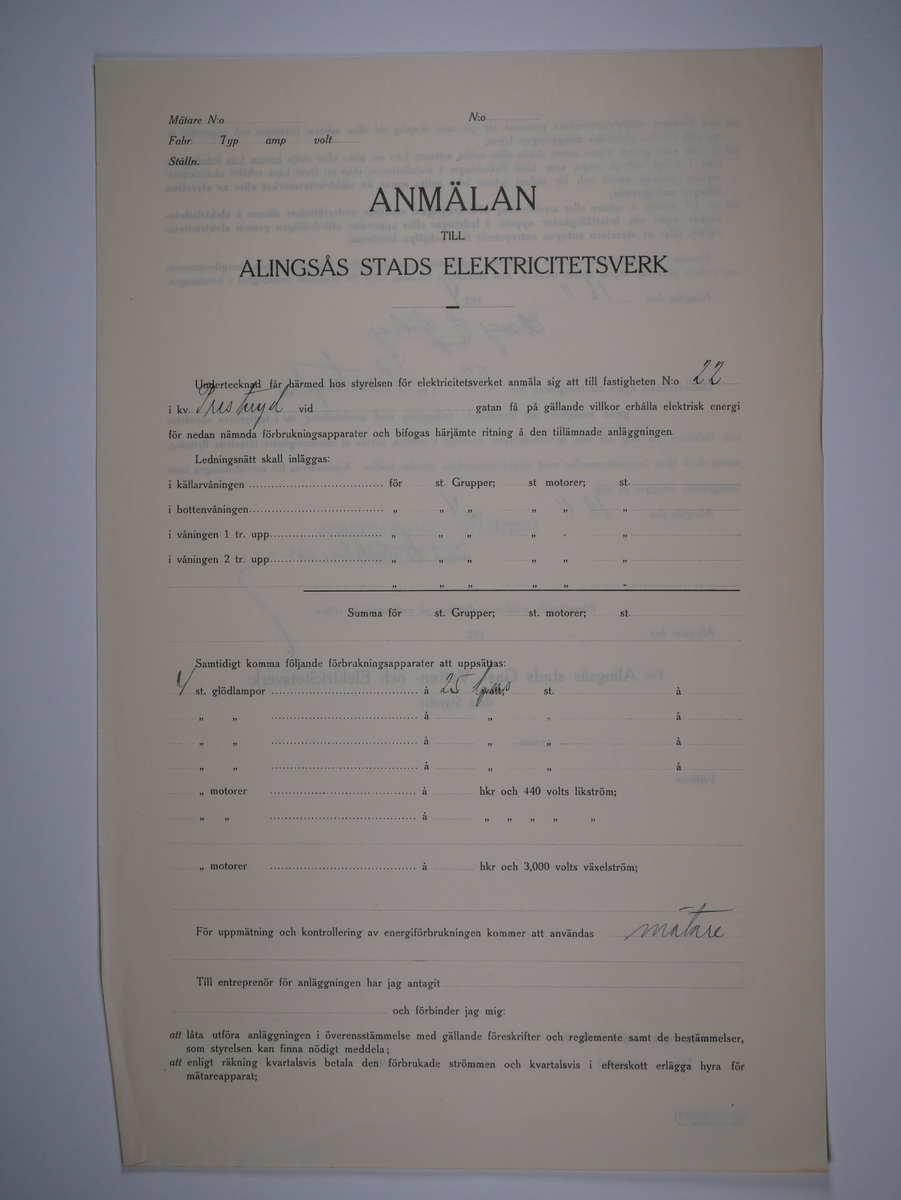 Mätare N:o N:o
Fabr Typ amp volt
Ställn.
ANMÄLAN
TILL
ALINGSÅS STADS ELEKTRICITETSVERK
Undertecknad får härmed hos styrelsen för elektricitetsverket anmäla sig att till fastigheten N:o 22
i kv. Prestryd vid gatan få på gällande villkor erhålla elektrisk energi
för nedan nämnda förbrukningsapparater och bifogas härjämte ritning å den tillämnade anläggningen.
Ledningsnätt skall inläggas:
i källarvåningen för st. Grupper; st motorer; st.
i bottenvåningen „ „ „ „ „ „
i våningen 1 tr. upp „ „ „ „ „ „
i våningen 2 tr. upp „ „ „ „ „ „
„ „ „ „ „ „
Summa för st. Grupper; st. motorer; st.
Samtidigt komma följande förbrukningsapparater att uppsättas:
1/ st. glödlampor å 25 ljus watt; st. å
„ „ å „ „ å
„ „ å „ „ å
„ „ å „ „ å
„ motorer å hkr och 440 volts likström;
„ „ å „ „ „ „ „
„ motorer å hkr och 3,000 volts växelström;
För uppmätning och kontrollering av energiförbrukningen kommer att användas mätare
Till entreprenör för anläggningen har jag antagit
och förbinder jag mig:
att låta utföra anläggningen i överensstämmelse med gällande föreskrifter och reglemente samt de bestämmelser,
som styrelsen kan finna nödigt meddela;
att enligt räkning kvartalsvis betala den förbrukade strömmen och kvartalsvis i efterskott erlägga hyra för
mätareapparat;